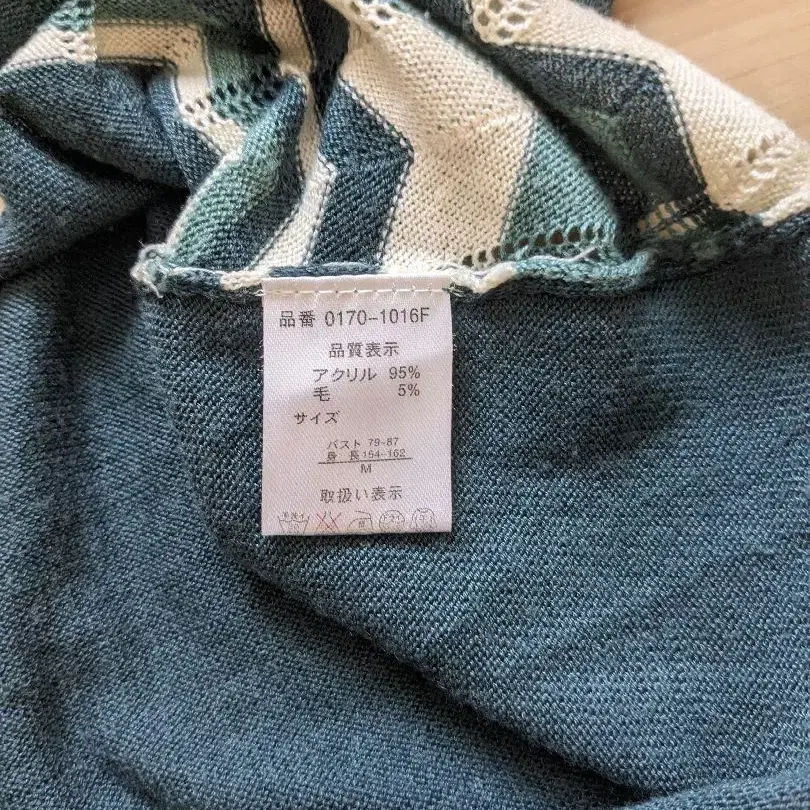 品番 0170-1016F
品質表示
アクリル 95%
毛 5%
サイズ
バスト 79-87
身 長 154-162
M
取扱い表示